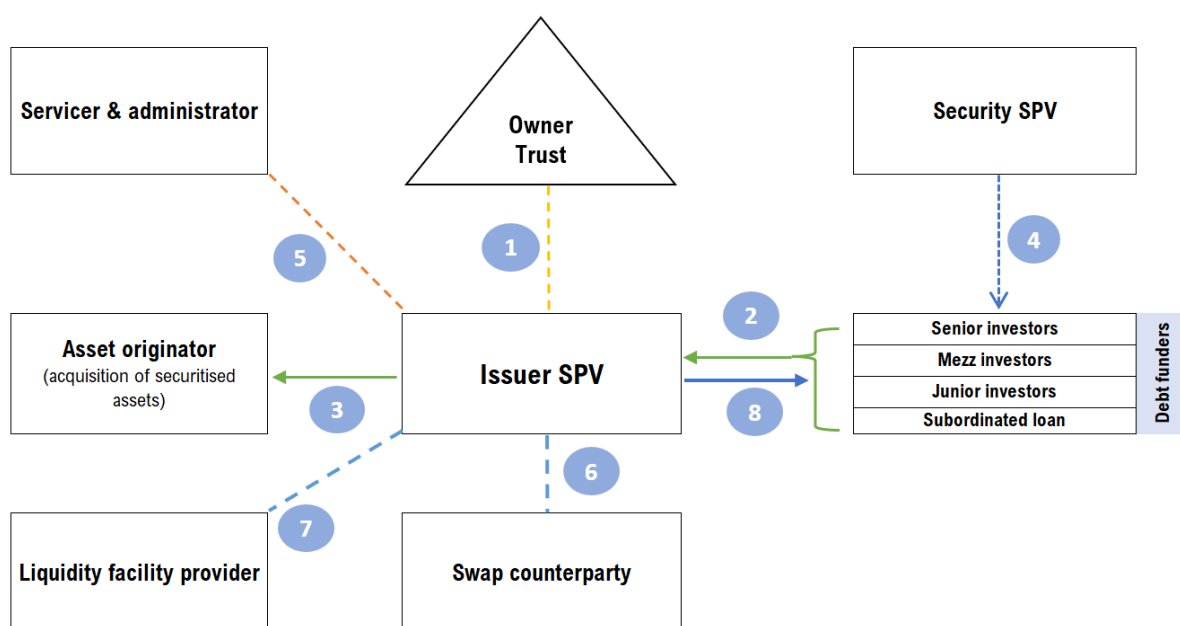 Servicer & administrator
Owner
Trust
Security SPV
5
1
4
2
Asset originator
(acquisition of securitised
assets)
3
Issuer SPV
8
Senior investors
Mezz investors
Junior investors
Subordinated loan
Debt funders
6
7
Liquidity facility provider
Swap counterparty